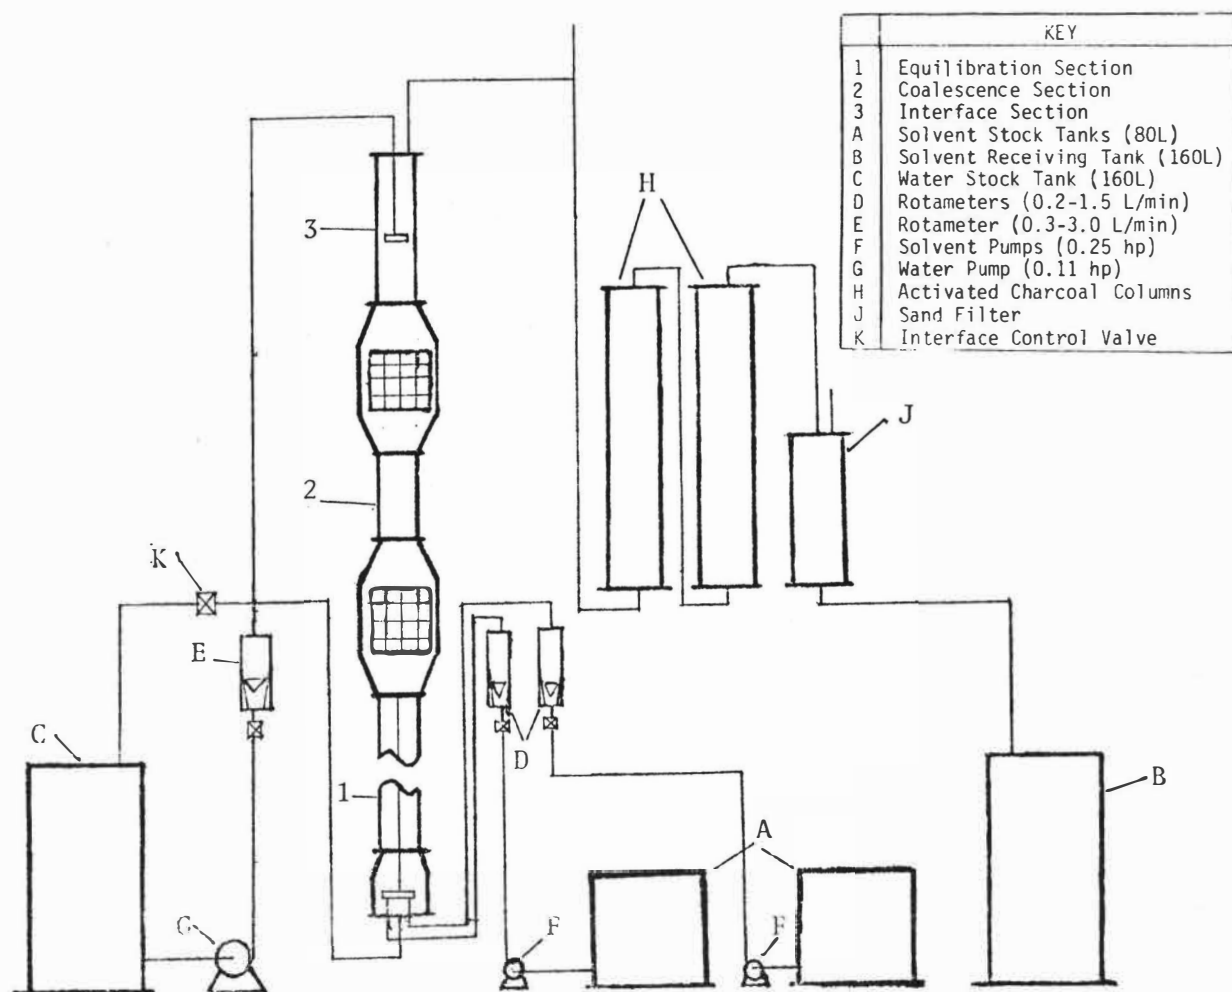 KEY
1 Equilibration Section
2 Coalescence Section
3 Interface Section
A Solvent Stock Tanks (80L)
B Solvent Receiving Tank (160L)
C Water Stock Tank (160L)
D Rotameters (0.2-1.5 L/min)
E Rotameter (0.3-3.0 L/min)
F Solvent Pumps (0.25 hp)
G Water Pump (0.11 hp)
H Activated Charcoal Columns
J Sand Filter
K Interface Control Valve
H
3
J
2
K
E
C
D
B
1
A
G
F
F